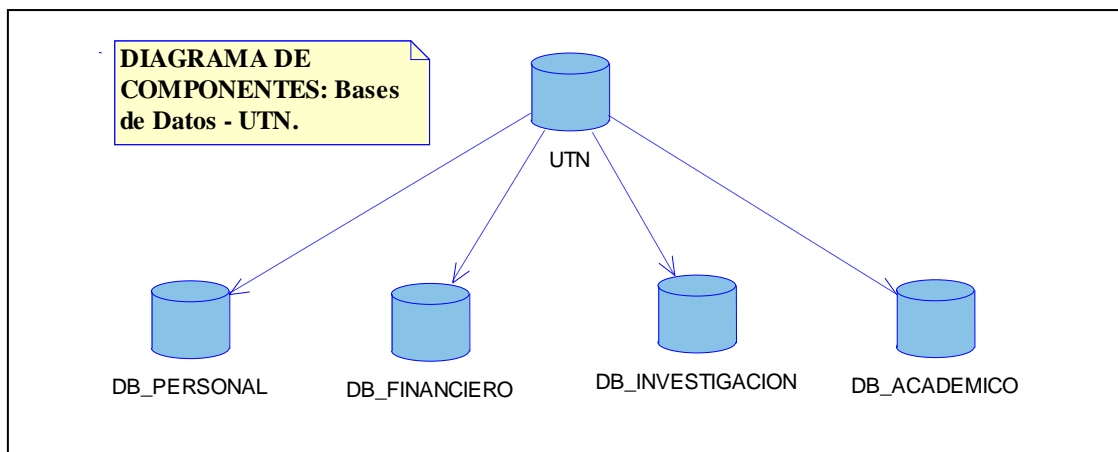 DIAGRAMA DE
COMPONENTES: Bases
de Datos - UTN.
UTN
DB_PERSONAL
DB_FINANCIERO
DB_INVESTIGACION
DB_ACADEMICO